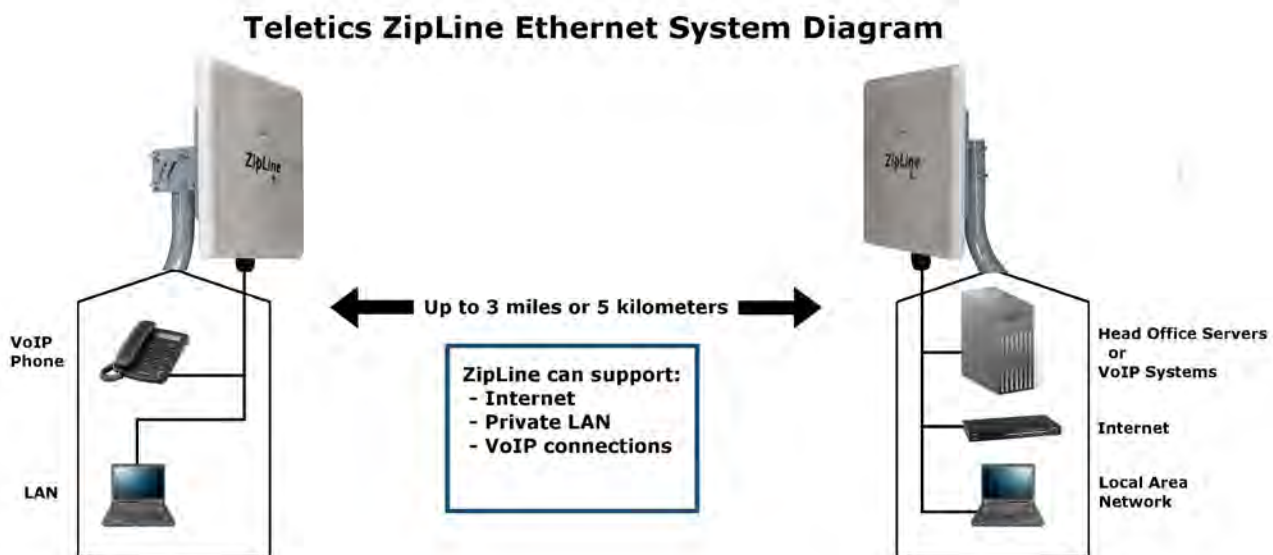 Teletics ZipLine Ethernet System Diagram
ZipLine
ZipLine
Up to 3 miles or 5 kilometers
VoIP
Phone
LAN
ZipLine can support:
- Internet
- Private LAN
- VoIP connections
Head Office Servers
or
VoIP Systems
Internet
Local Area
Network